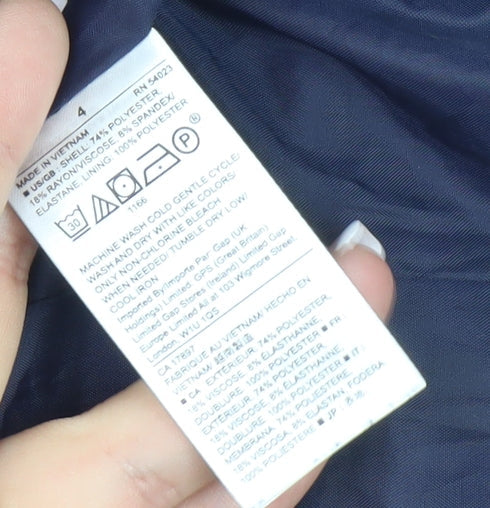 4
RN 54023
MADE IN VIETNAM
■ US/GB: SHELL: 74% POLYESTER,
18% RAYON/VISCOSE, 8% SPANDEX/
ELASTANE. LINING: 100% POLYESTER
30
P
1166
MACHINE WASH COLD GENTLE CYCLE/
WASH AND DRY WITH LIKE COLORS/
ONLY NON-CHLORINE BLEACH
WHEN NEEDED/ TUMBLE DRY LOW/
COOL IRON
Imported By/Importe Par Gap (UK
Holdings) Limited, GPS (Great Britain)
Limited Gap Stores (Ireland) Limited Gap
Europe Limited All at 103 Wigmore Street,
London, W1U 1QS
CA 17897
FABRIQUÉ AU VIETNAM/ HECHO EN
VIETNAM
■ CA: EXTÉRIEUR: 74% POLYESTER,
18% VISCOSE, 8% ÉLASTHANNE.
DOUBLURE: 100% POLYESTER ■ FR:
EXTÉRIEUR: 74% POLYESTER,
18% VISCOSE, 8% ÉLASTHANNE.
DOUBLURE: 100% POLYESTER ■ IT:
MEMBRANA: 74% POLIESTERE
18% VISCOSA, 8% ELASTAN FODERA
100% POLIESTERE ■ JP: